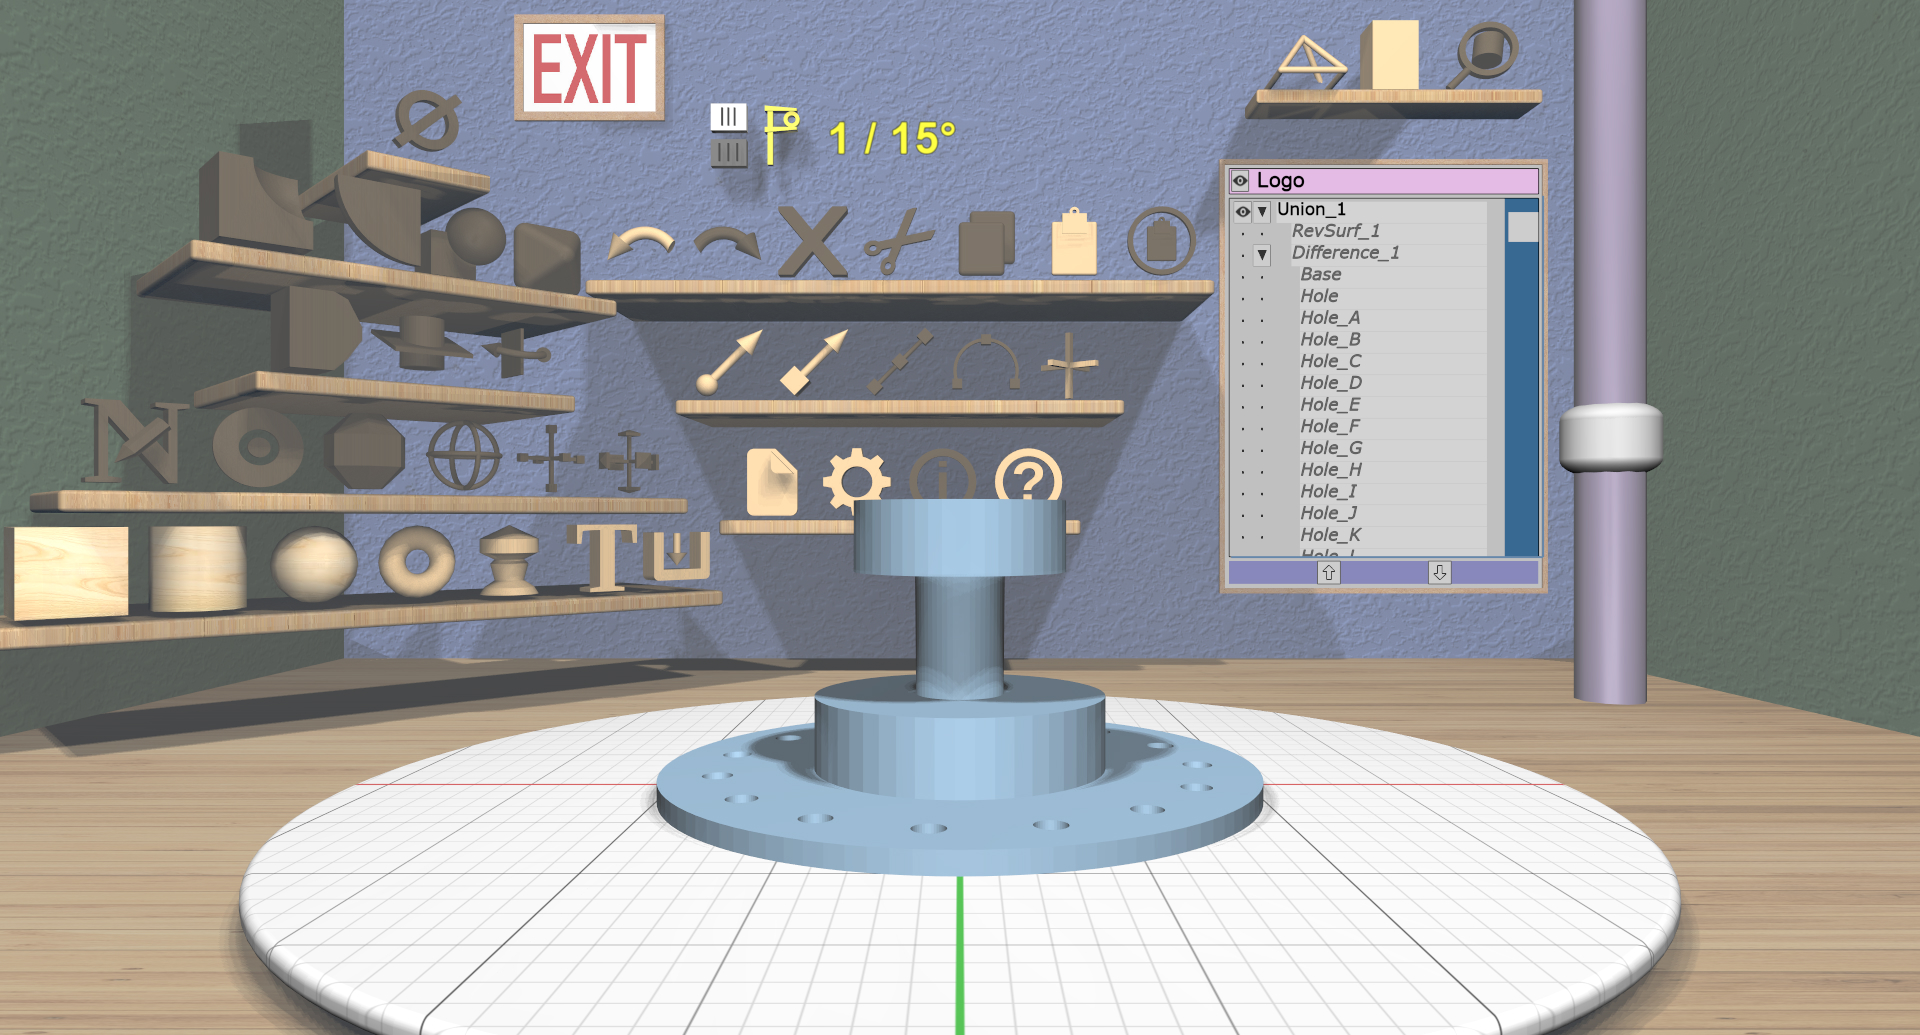 EXIT
1 / 15°
Logo
Union_1
RevSurf_1
Difference_1
Base
Hole
Hole_A
Hole_B
Hole_C
Hole_D
Hole_E
Hole_F
Hole_G
Hole_H
Hole_I
Hole_J
Hole_K